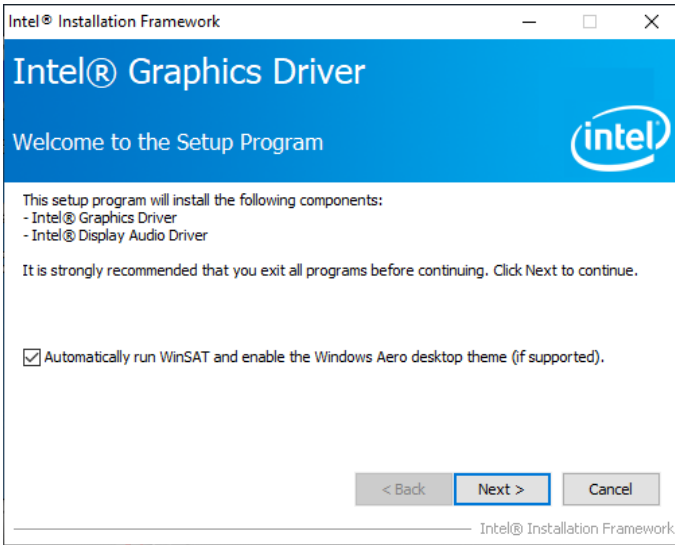 Intel® Installation Framework
Intel® Graphics Driver
Welcome to the Setup Program
intel
This setup program will install the following components:
- Intel® Graphics Driver
- Intel® Display Audio Driver
It is strongly recommended that you exit all programs before continuing. Click Next to continue.
Automatically run WinSAT and enable the Windows Aero desktop theme (if supported).
< Back Next > Cancel
Intel® Installation Framework